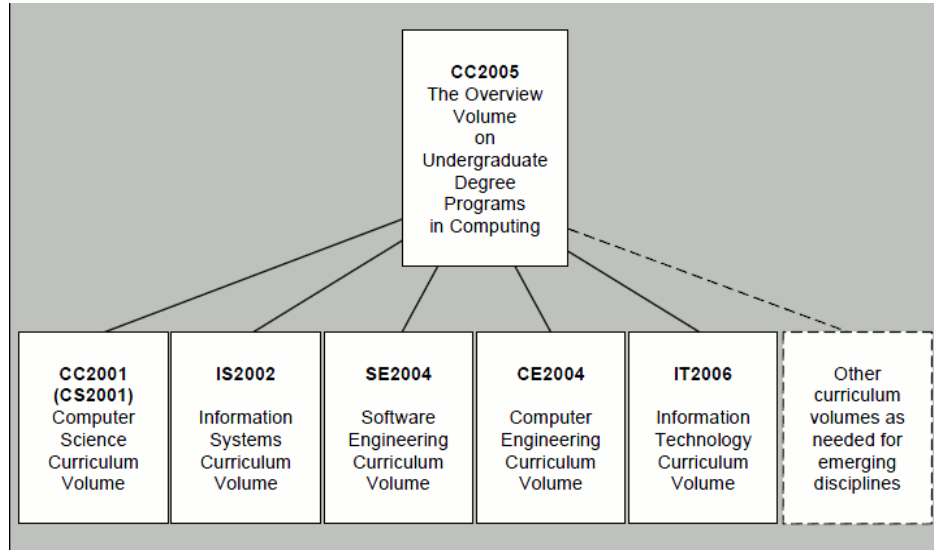 CC2005
The Overview
Volume
on
Undergraduate
Degree
Programs
in Computing
CC2001
(CS2001)
Computer
Science
Curriculum
Volume
IS2002
Information
Systems
Curriculum
Volume
SE2004
Software
Engineering
Curriculum
Volume
CE2004
Computer
Engineering
Curriculum
Volume
IT2006
Information
Technology
Curriculum
Volume
Other
curriculum
volumes as
needed for
emerging
disciplines